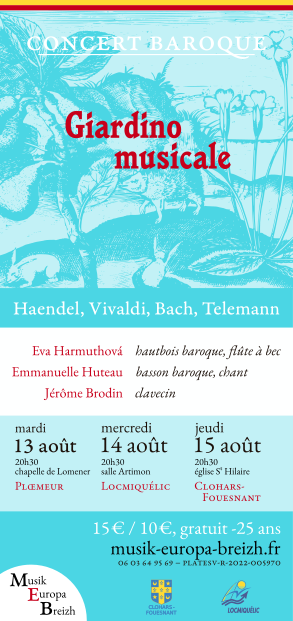 CONCERT BAROQUE
Giardino
musicale
Haendel, Vivaldi, Bach, Telemann
Eva Harmuthová hautbois baroque, flûte à bec
Emmanuelle Huteau basson baroque, chant
Jérôme Brodin clavecin
mardi
13 août
20h30
chapelle de Lomener
Plœmeur
mercredi
14 août
20h30
salle Artimon
Locmiquélic
jeudi
15 août
20h30
église St Hilaire
Clohars-
Fouesnant
15 € / 10 €, gratuit -25 ans
musik-europa-breizh.fr
06 03 64 95 69 – PLATESV-R-2022-005970
Musik
Europa
Breizh
CLOHARS-
FOUESNANT
LOCMIQUÉLIC